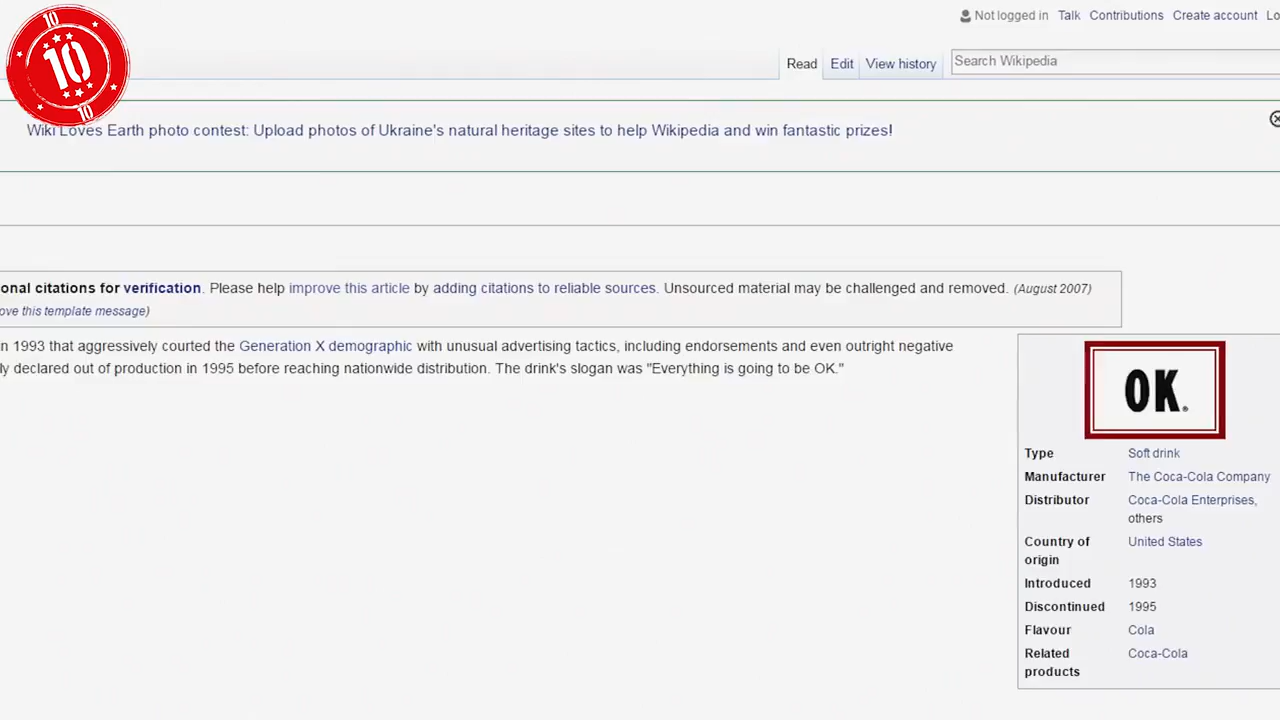 10
10
10
Not logged in Talk Contributions Create account Lo
Read Edit View history Search Wikipedia
Wiki Loves Earth photo contest: Upload photos of Ukraine's natural heritage sites to help Wikipedia and win fantastic prizes!
onal citations for verification. Please help improve this article by adding citations to reliable sources. Unsourced material may be challenged and removed. (August 2007)
ove this template message)
n 1993 that aggressively courted the Generation X demographic with unusual advertising tactics, including endorsements and even outright negative
ly declared out of production in 1995 before reaching nationwide distribution. The drink's slogan was "Everything is going to be OK."
OK®
Type Soft drink
Manufacturer The Coca-Cola Company
Distributor Coca-Cola Enterprises,
others
Country of United States
origin
Introduced 1993
Discontinued 1995
Flavour Cola
Related Coca-Cola
products